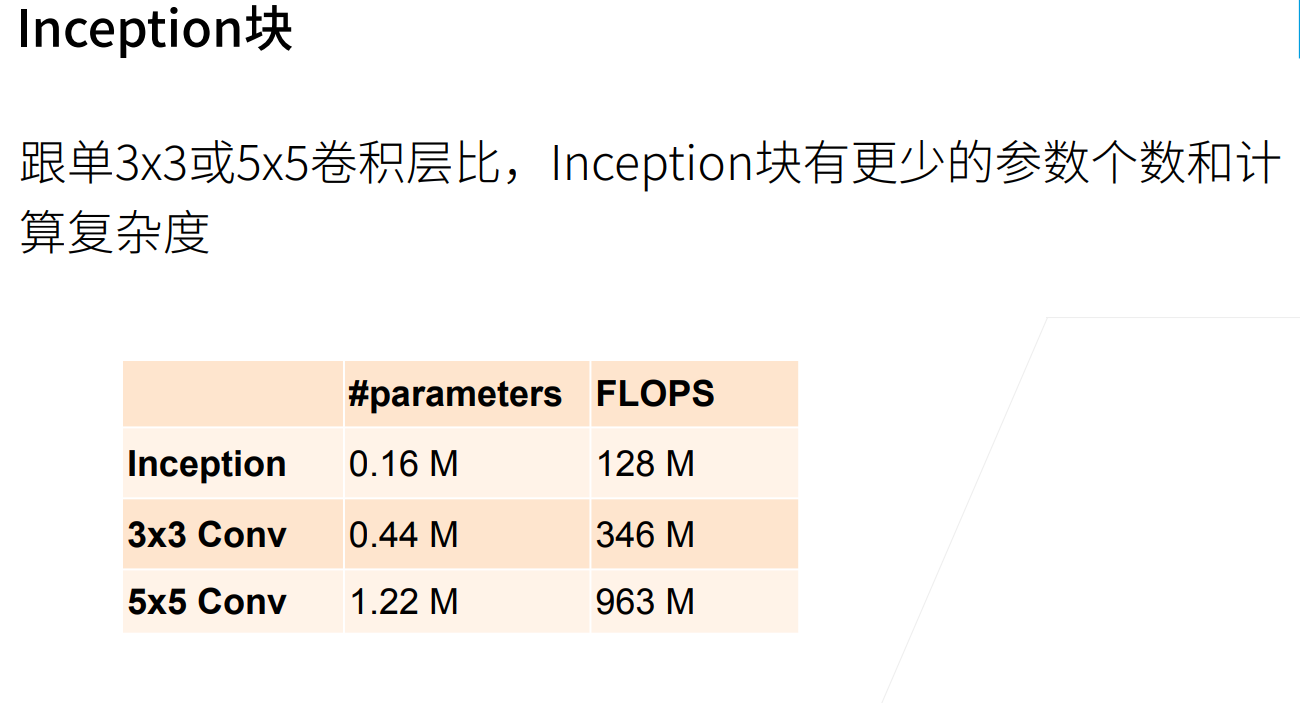 Inception块
跟单3x3或5x5卷积层比，Inception块有更少的参数个数和计
算复杂度
#parameters FLOPS
Inception 0.16 M 128 M
3x3 Conv 0.44 M 346 M
5x5 Conv 1.22 M 963 M